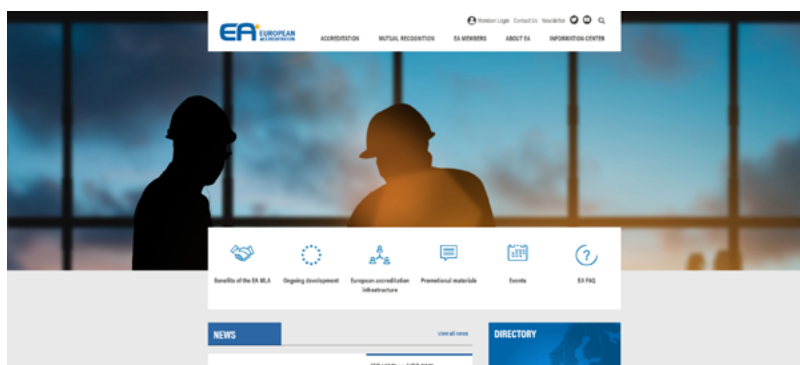 Member Login Contact Us Newsletter
EA EUROPEAN
ACCREDITATION
ACCREDITATION MUTUAL RECOGNITION EA MEMBERS ABOUT EA INFORMATION CENTER
Benefits of the EA MLA Ongoing development European accreditation Promotional materials Events EA FAQ
infrastructure
NEWS view all news DIRECTORY